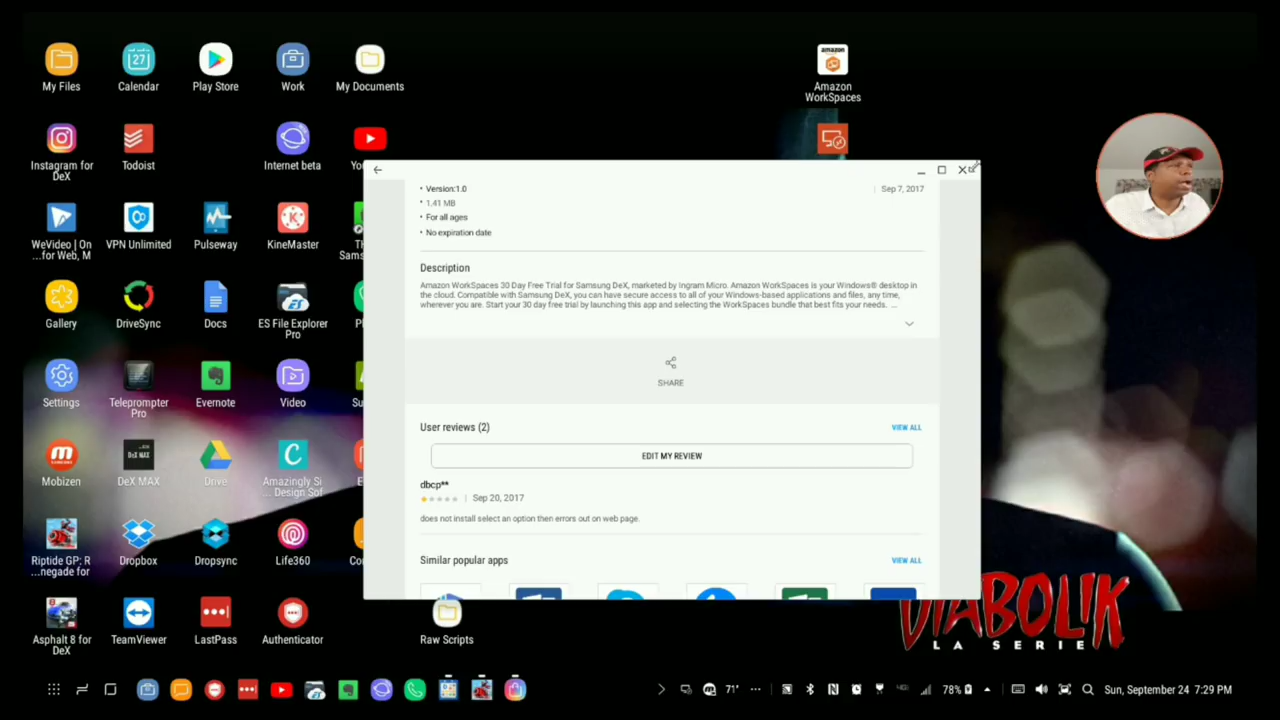 My Files
Calendar
Play Store
Work
My Documents
amazon
Amazon
WorkSpaces
Instagram for
DeX
Todoist
Internet beta
WeVideo | On
...for Web, M
VPN Unlimited
Pulseway
KineMaster
Gallery
DriveSync
Docs
ES File Explorer
Pro
Settings
Teleprompter
Pro
Evernote
Video
Mobizen
DeX MAX
DeX MAX
Drive
Amazingly Si
... Design Sof
Riptide GP: R
...negade for
Dropbox
Dropsync
Life360
Asphalt 8 for
DeX
TeamViewer
LastPass
Authenticator
Raw Scripts
• Version:1.0
Sep 7, 2017
• 1.41 MB
• For all ages
• No expiration date
Description
Amazon WorkSpaces 30 Day Free Trial for Samsung DeX, marketed by Ingram Micro. Amazon WorkSpaces is your Windows® desktop in
the cloud. Compatible with Samsung DeX, you can have secure access to all of your Windows-based applications and files, any time,
wherever you are. Start your 30 day free trial by launching this app and selecting the WorkSpaces bundle that best fits your needs. ...
SHARE
User reviews (2)
VIEW ALL
EDIT MY REVIEW
dbcp**
Sep 20, 2017
does not install select an option then errors out on web page.
Similar popular apps
VIEW ALL
DIABOLIK
LA SERIE
71°
78%
Sun, September 24 7:29 PM